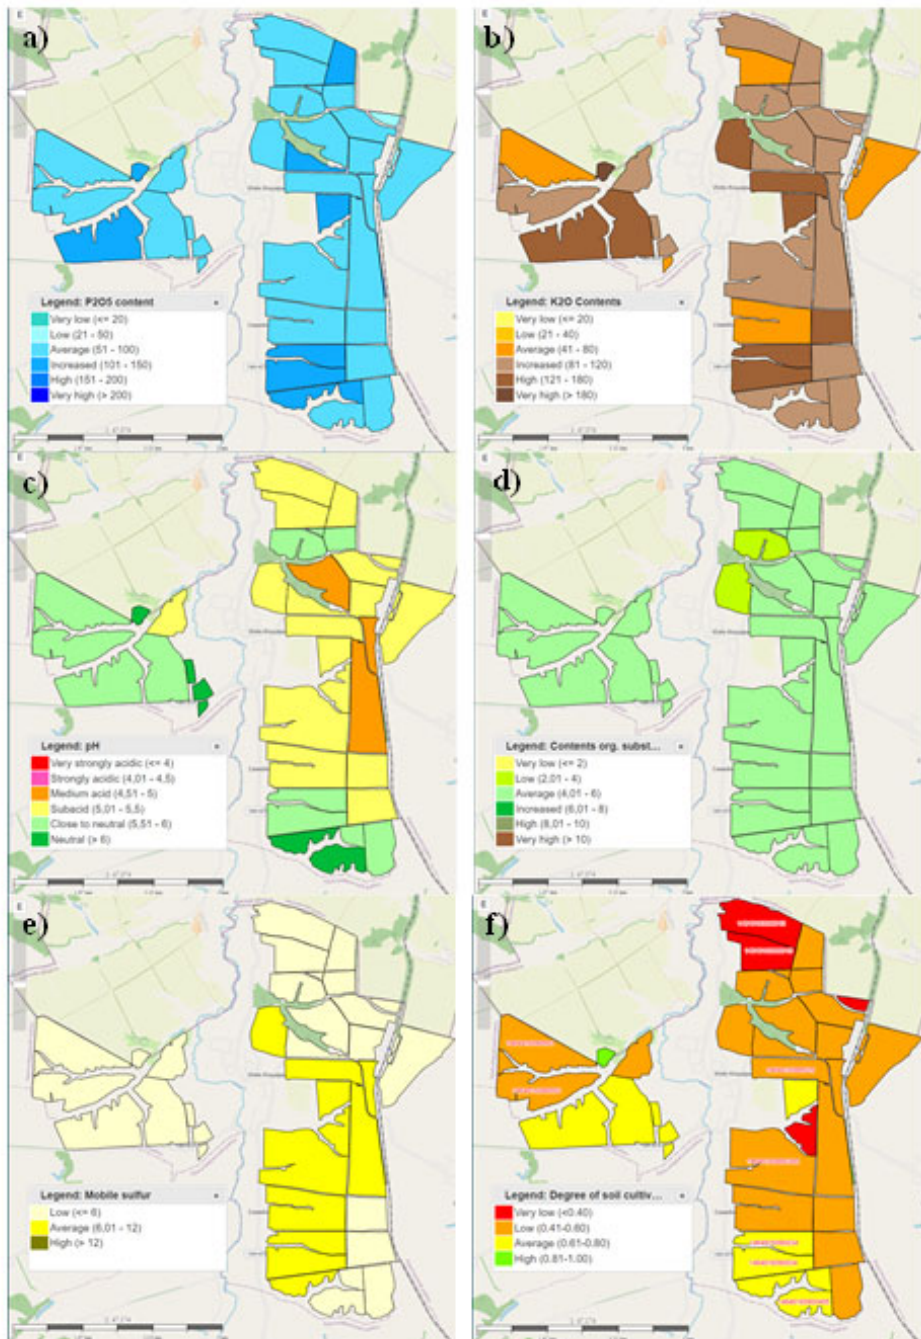 E
a)
Legend: P2O5 content
Very low (<= 20)
Low (21 - 50)
Average (51 - 100)
Increased (101 - 150)
High (151 - 200)
Very high (> 200)
E
b)
Legend: K2O Contents
Very low (<= 20)
Low (21 - 40)
Average (41 - 80)
Increased (81 - 120)
High (121 - 180)
Very high (> 180)
c)
Legend: pH
Very strongly acidic (<= 4)
Strongly acidic (4,01 - 4,5)
Medium acid (4,51 - 5)
Subacid (5,01 - 5,5)
Close to neutral (5,51 - 6)
Neutral (> 6)
E
d)
Legend: Contents org. subst...
Very low (<= 2)
Low (2,01 - 4)
Average (4,01 - 6)
Increased (6,01 - 8)
High (8,01 - 10)
Very high (> 10)
E
e)
Legend: Mobile sulfur
Low (<= 6)
Average (6,01 - 12)
High (> 12)
E
f)
Legend: Degree of soil cultiv...
Very low (<0.40)
Low (0.41-0.60)
Average (0.61-0.80)
High (0.81-1.00)